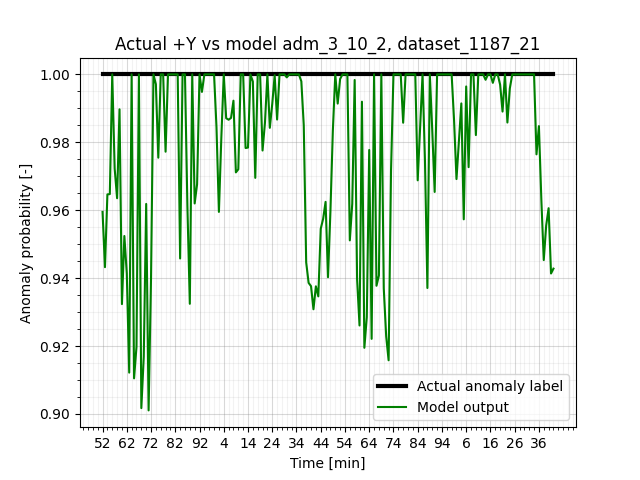 Actual +Y vs model adm_3_10_2, dataset_1187_21
Anomaly probability [-]
1.00
0.98
0.96
0.94
0.92
0.90
Actual anomaly label
Model output
52 62 72 82 92 4 14 24 34 44 54 64 74 84 94 6 16 26 36
Time [min]